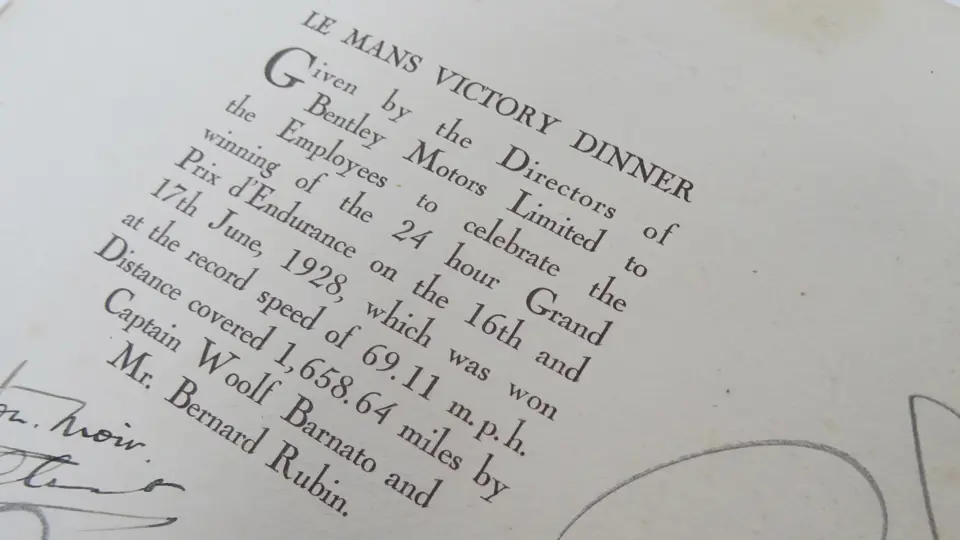 LE MANS VICTORY DINNER
Given by the Directors of
Bentley Motors Limited to
the Employees to celebrate the
winning of the 24 hour Grand
Prix d'Endurance on the 16th and
17th June, 1928, which was won
at the record speed of 69.11 m.p.h.
Distance covered 1,658.64 miles by
Captain Woolf Barnato and
Mr. Bernard Rubin.
Moir.